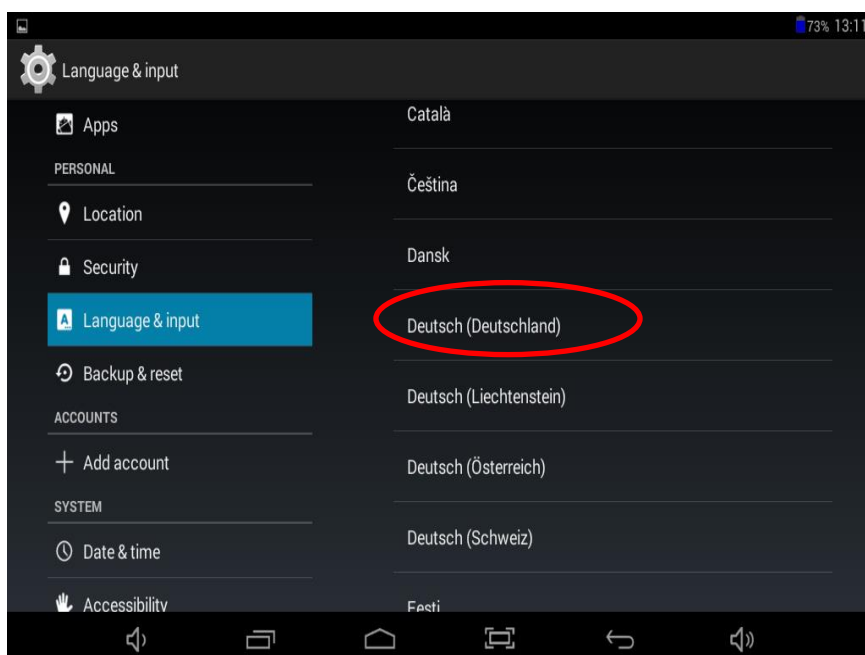 73% 13:11
Language & input
Apps
PERSONAL
Location
Security
Language & input
Backup & reset
ACCOUNTS
Add account
SYSTEM
Date & time
Accessibility
Català
Čeština
Dansk
Deutsch (Deutschland)
Deutsch (Liechtenstein)
Deutsch (Österreich)
Deutsch (Schweiz)
Eesti